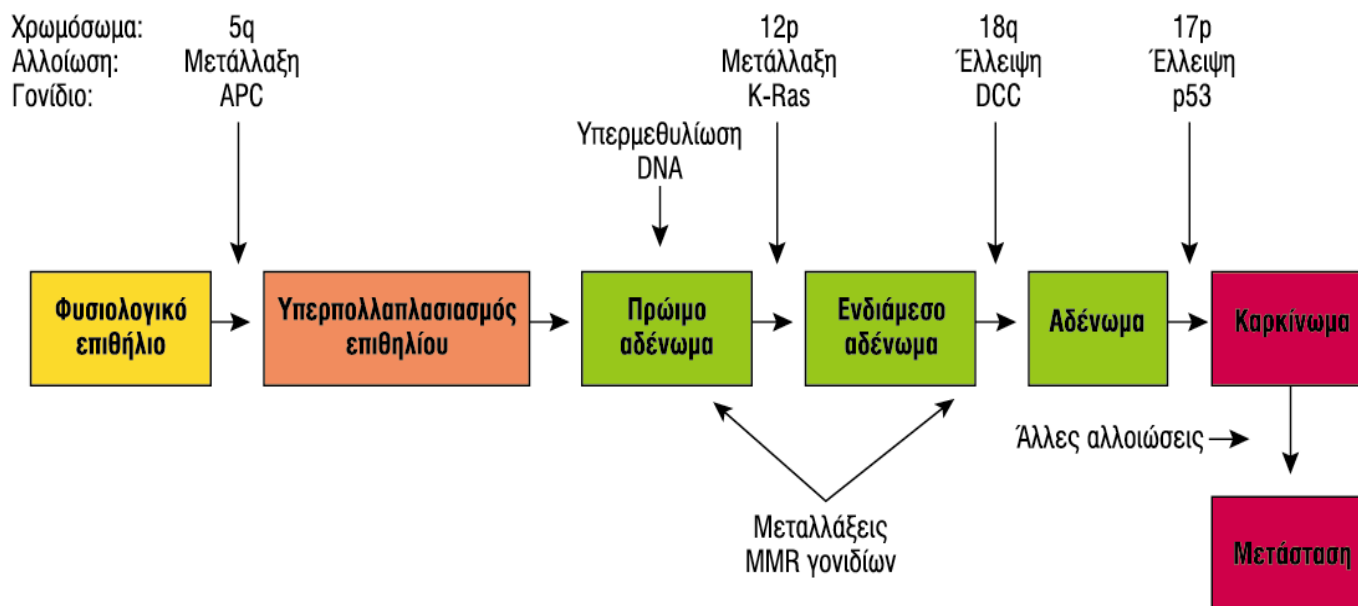 Χρωμόσωμα: 5q 12p 18q 17p
Αλλοίωση: Μετάλλαξη Μετάλλαξη Έλλειψη Έλλειψη
Γονίδιο: APC K-Ras DCC p53
Υπερμεθυλίωση
DNA
Φυσιολογικό
επιθήλιο
Υπερπολλαπλασιασμός
επιθηλίου
Πρώιμο
αδένωμα
Ενδιάμεσο
αδένωμα
Αδένωμα
Καρκίνωμα
Άλλες αλλοιώσεις
Μεταλλάξεις
MMR γονιδίων
Μετάσταση